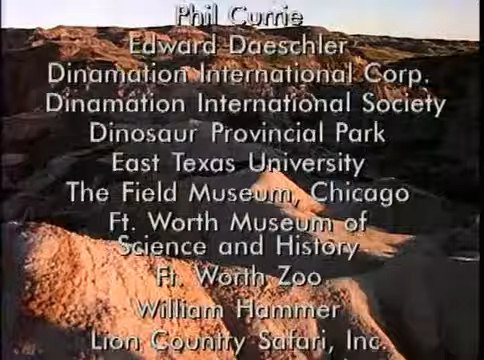 Phil Currie
Edward Daeschler
Dinamation International Corp.
Dinamation International Society
Dinosaur Provincial Park
East Texas University
The Field Museum, Chicago
Ft. Worth Museum of
Science and History
Ft. Worth Zoo
William Hammer
Lion Country Safari, Inc.